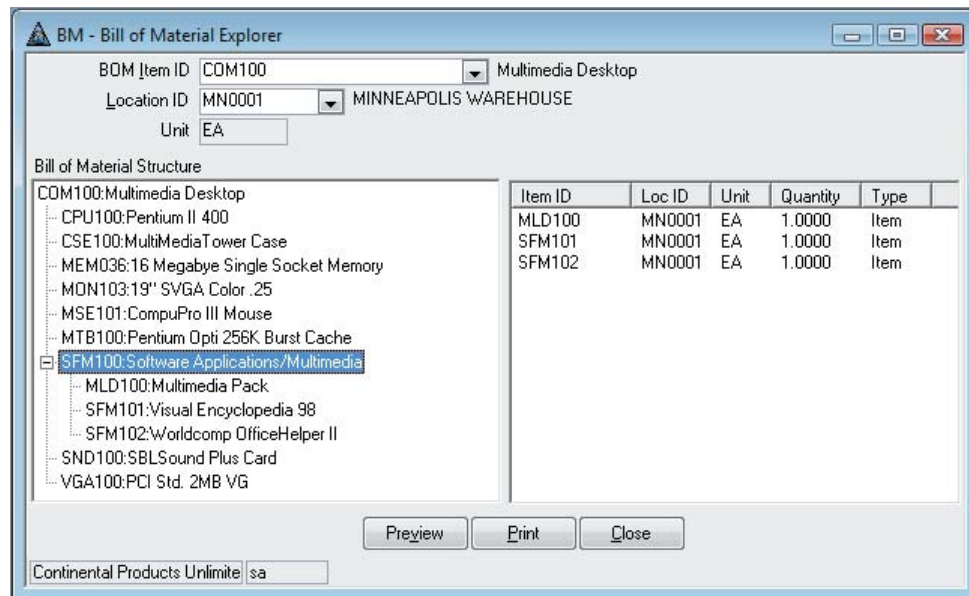 BM - Bill of Material Explorer
BOM Item ID COM100 Multimedia Desktop
Location ID MN0001 MINNEAPOLIS WAREHOUSE
Unit EA
Bill of Material Structure
COM100:Multimedia Desktop
CPU100:Pentium II 400
CSE100:MultiMediaTower Case
MEM036:16 Megabye Single Socket Memory
MON103:19" SVGA Color .25
MSE101:CompuPro III Mouse
MTB100:Pentium Opti 256K Burst Cache
SFM100:Software Applications/Multimedia
MLD100:Multimedia Pack
SFM101:Visual Encyclopedia 98
SFM102:Worldcomp OfficeHelper II
SND100:SBLSound Plus Card
VGA100:PCI Std. 2MB VG
Item ID Loc ID Unit Quantity Type
MLD100 MN0001 EA 1.0000 Item
SFM101 MN0001 EA 1.0000 Item
SFM102 MN0001 EA 1.0000 Item
Preview Print Close
Continental Products Unlimite sa